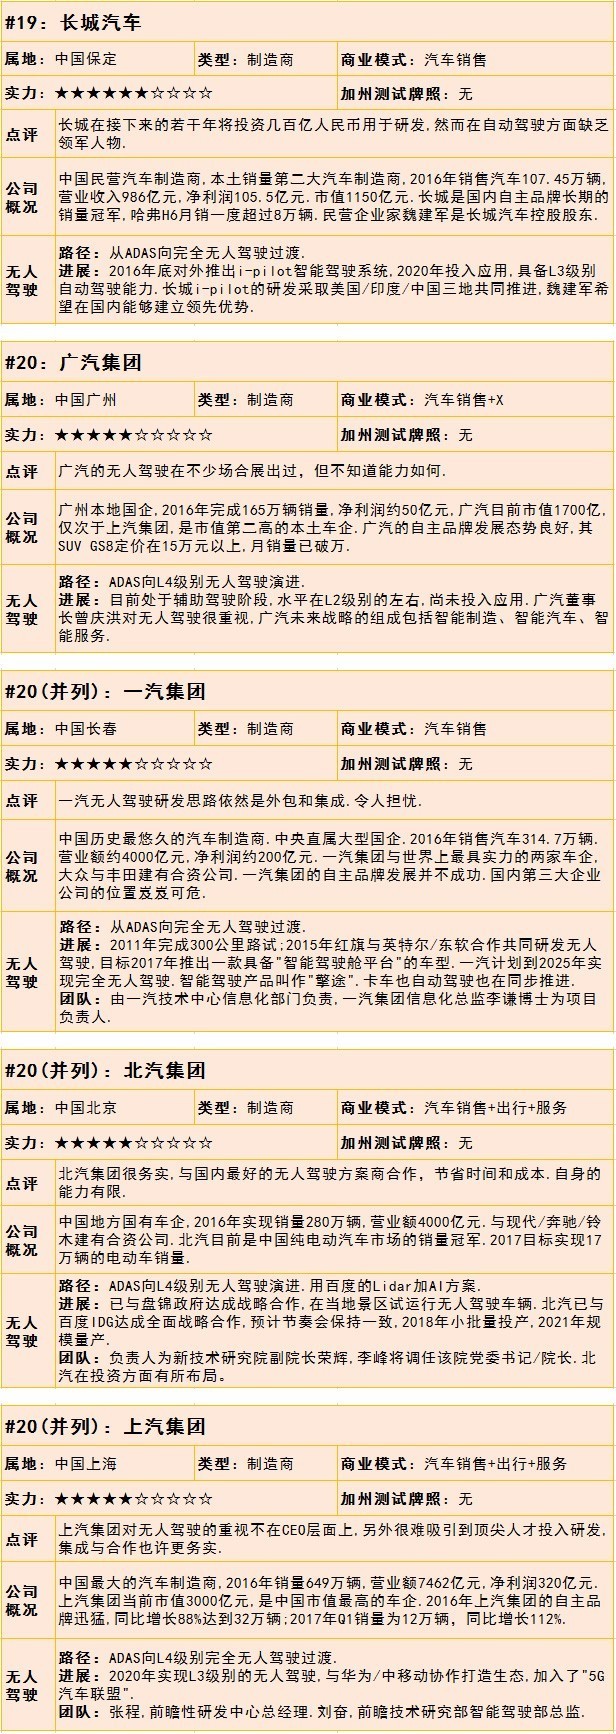 #19: 长城汽车
属地: 中国保定 类型: 制造商 商业模式: 汽车销售
实力: ★★★★★★☆☆☆☆ 加州测试牌照: 无
点评 长城在接下来的若干年将投资几百亿人民币用于研发,然而在自动驾驶方面缺乏
领军人物.
公司概况 中国民营汽车制造商,本土销量第二大汽车制造商,2016年销售汽车107.45万辆,
营业收入986亿元,净利润105.5亿元.市值1150亿元.长城是国内自主品牌长期的
销量冠军,哈弗H6月销一度超过8万辆.民营企业家魏建军是长城汽车控股股东.
无人驾驶 路径: 从ADAS向完全无人驾驶过渡.
进展: 2016年底对外推出i-pilot智能驾驶系统,2020年投入应用,具备L3级别
自动驾驶能力.长城i-pilot的研发采取美国/印度/中国三地共同推进,魏建军希
望在国内能够建立领先优势.
#20: 广汽集团
属地: 中国广州 类型: 制造商 商业模式: 汽车销售+X
实力: ★★★★★☆☆☆☆☆ 加州测试牌照: 无
点评 广汽的无人驾驶在不少场合展出过，但不知道能力如何.
公司概况 广州本地国企,2016年完成165万辆销量,净利润约50亿元,广汽目前市值1700亿,
仅次于上汽集团,是市值第二高的本土车企.广汽的自主品牌发展态势良好,其
SUV GS8定价在15万元以上,月销量已破万.
无人驾驶 路径: ADAS向L4级别无人驾驶演进.
进展: 目前处于辅助驾驶阶段,水平在L2级别的左右,尚未投入应用.广汽董事
长曾庆洪对无人驾驶很重视,广汽未来战略的组成包括智能制造、智能汽车、智
能服务.
#20(并列): 一汽集团
属地: 中国长春 类型: 制造商 商业模式: 汽车销售
实力: ★★★★★☆☆☆☆☆ 加州测试牌照: 无
点评 一汽无人驾驶研发思路依然是外包和集成.令人担忧.
公司概况 中国历史最悠久的汽车制造商.中央直属大型国企.2016年销售汽车314.7万辆.
营业额约4000亿元,净利润约200亿元.一汽集团与世界上最具实力的两家车企,
大众与丰田建有合资公司.一汽集团的自主品牌发展并不成功.国内第三大企业
公司的位置岌岌可危.
无人驾驶 路径: 从ADAS向完全无人驾驶过渡.
进展: 2011年完成300公里路试;2015年红旗与英特尔/东软合作共同研发无人
驾驶,目标2017年推出一款具备"智能驾驶舱平台"的车型.一汽计划到2025年实
现完全无人驾驶.智能驾驶产品叫作"擎途".卡车也自动驾驶也在同步推进.
团队: 由一汽技术中心信息化部门负责,一汽集团信息化总监李谦博士为项目
负责人.
#20(并列): 北汽集团
属地: 中国北京 类型: 制造商 商业模式: 汽车销售+出行+服务
实力: ★★★★★☆☆☆☆☆ 加州测试牌照: 无
点评 北汽集团很务实,与国内最好的无人驾驶方案商合作，节省时间和成本.自身的
能力有限.
公司概况 中国地方国有车企,2016年实现销量280万辆,营业额4000亿元.与现代/奔驰/铃
木建有合资公司.北汽目前是中国纯电动汽车市场的销量冠军.2017目标实现17
万辆的电动车销量.
无人驾驶 路径: ADAS向L4级别无人驾驶演进.用百度的Lidar加AI方案.
进展: 已与盘锦政府达成战略合作,在当地景区试运行无人驾驶车辆.北汽已与
百度IDG达成全面战略合作,预计节奏会保持一致,2018年小批量投产,2021年规
模量产.
团队: 负责人为新技术研究院副院长荣辉,李峰将调任该院党委书记/院长.北
汽在投资方面有所布局。
#20(并列): 上汽集团
属地: 中国上海 类型: 制造商 商业模式: 汽车销售+出行+服务
实力: ★★★★★☆☆☆☆☆ 加州测试牌照: 无
点评 上汽集团对无人驾驶的重视不在CEO层面上,另外很难吸引到顶尖人才投入研发,
集成与合作也许更务实.
公司概况 中国最大的汽车制造商,2016年销量649万辆,营业额7462亿元,净利润320亿元.
上汽集团当前市值3000亿元,是中国市值最高的车企.2016年上汽集团的自主品
牌迅猛,同比增长88%达到32万辆;2017年Q1销量为12万辆，同比增长112%.
无人驾驶 路径: ADAS向L4级别完全无人驾驶过渡.
进展: 2020年实现L3级别的无人驾驶,与华为/中移动协作打造生态,加入了"5G
汽车联盟".
团队: 张程,前瞻性研发中心总经理.刘奋,前瞻技术研究部智能驾驶部总监.